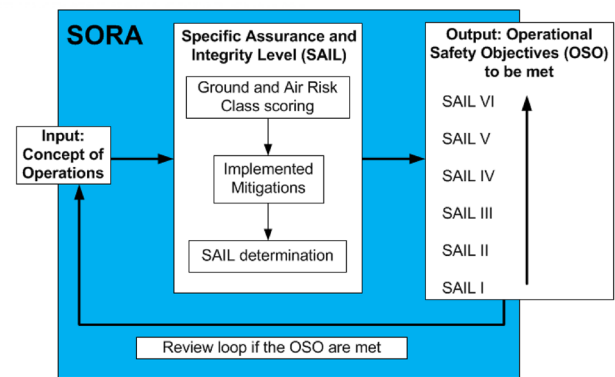 SORA
Input:
Concept of
Operations
Specific Assurance and
Integrity Level (SAIL)
Ground and Air Risk
Class scoring
Implemented
Mitigations
SAIL determination
Output: Operational
Safety Objectives (OSO)
to be met
SAIL VI
SAIL V
SAIL IV
SAIL III
SAIL II
SAIL I
Review loop if the OSO are met